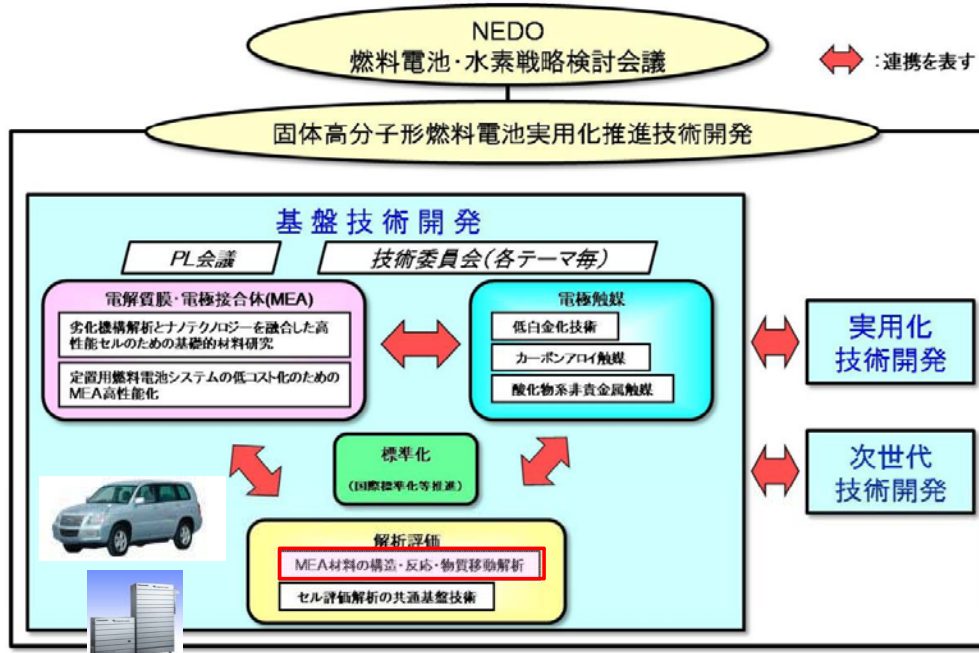 NEDO
燃料電池・水素戦略検討会議
:連携を表す
固体高分子形燃料電池実用化推進技術開発
基盤技術開発
PL会議
技術委員会(各テーマ毎)
電解質膜・電極接合体(MEA)
劣化機構解析とナノテクノロジーを融合した高
性能セルのための基礎的材料研究
定置用燃料電池システムの低コスト化のための
MEA高性能化
電極触媒
低白金化技術
カーボンアロイ触媒
酸化物系非貴金属触媒
実用化
技術開発
標準化
(国際標準化等推進)
次世代
技術開発
解析評価
MEA材料の構造・反応・物質移動解析
セル評価解析の共通基盤技術